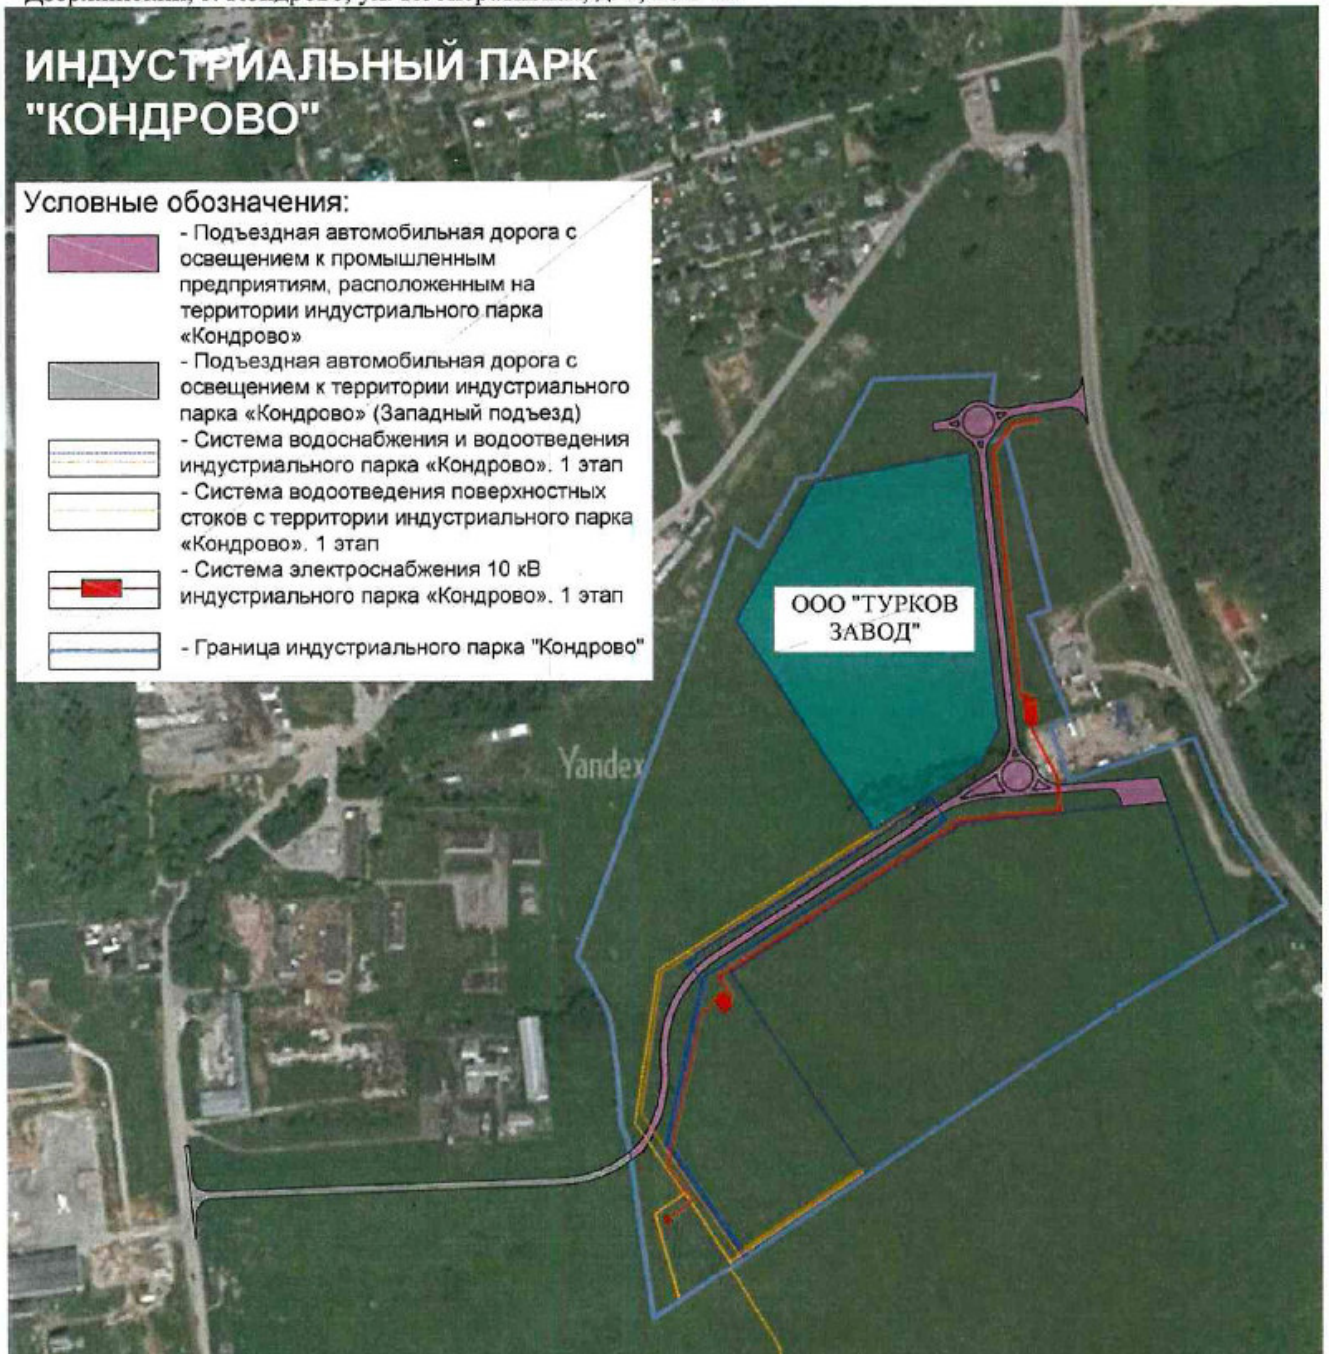 ИНДУСТРИАЛЬНЫЙ ПАРК
"КОНДРОВО"
Условные обозначения:
- Подъездная автомобильная дорога с
освещением к промышленным
предприятиям, расположенным на
территории индустриального парка
«Кондрово»
- Подъездная автомобильная дорога с
освещением к территории индустриального
парка «Кондрово» (Западный подъезд)
- Система водоснабжения и водоотведения
индустриального парка «Кондрово». 1 этап
- Система водоотведения поверхностных
стоков с территории индустриального парка
«Кондрово». 1 этап
- Система электроснабжения 10 кВ
индустриального парка «Кондрово». 1 этап
- Граница индустриального парка "Кондрово"
ООО "ТУРКОВ
ЗАВОД"
Yandex